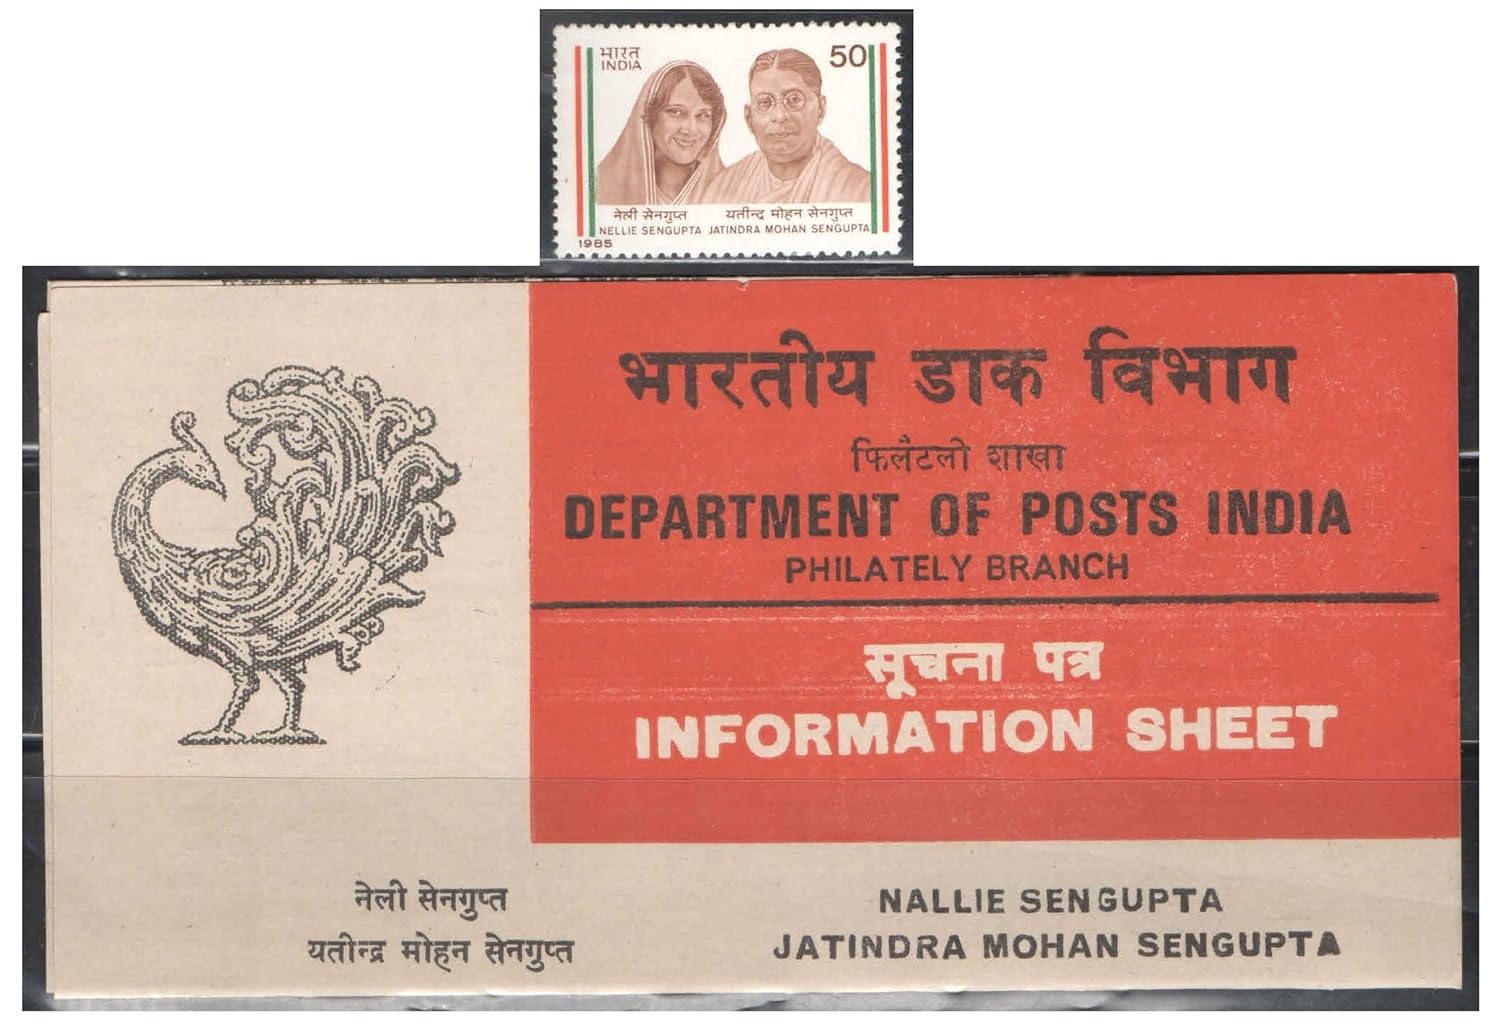 भारत
INDIA
50
नेली सेनगुप्त यतीन्द्र मोहन सेनगुप्त
NELLIE SENGUPTA JATINDRA MOHAN SENGUPTA
1985
भारतीय डाक विभाग
फिलैटली शाखा
DEPARTMENT OF POSTS INDIA
PHILATELY BRANCH
सूचना पत्र
INFORMATION SHEET
नेली सेनगुप्त
यतीन्द्र मोहन सेनगुप्त
NALLIE SENGUPTA
JATINDRA MOHAN SENGUPTA